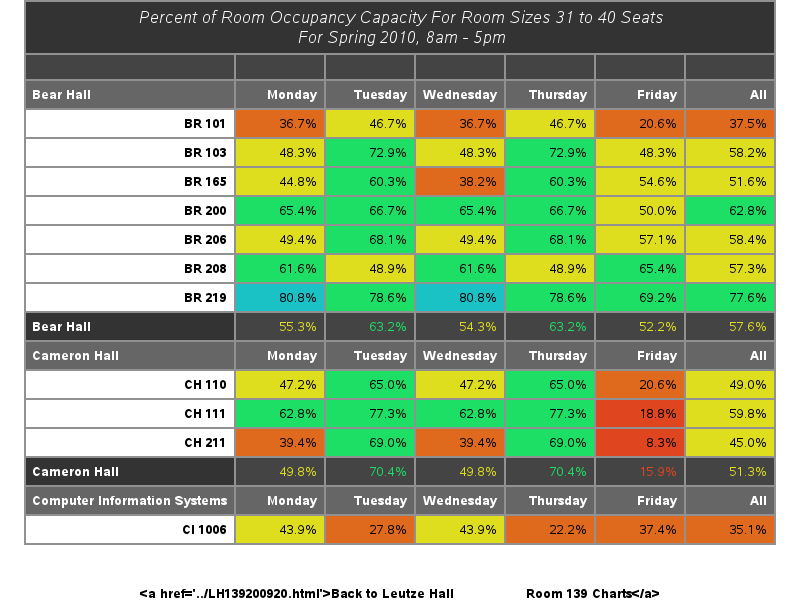 Percent of Room Occupancy Capacity For Room Sizes 31 to 40 Seats
For Spring 2010, 8am - 5pm
Bear Hall Monday Tuesday Wednesday Thursday Friday All
BR 101 36.7% 46.7% 36.7% 46.7% 20.6% 37.5%
BR 103 48.3% 72.9% 48.3% 72.9% 48.3% 58.2%
BR 165 44.8% 60.3% 38.2% 60.3% 54.6% 51.6%
BR 200 65.4% 66.7% 65.4% 66.7% 50.0% 62.8%
BR 206 49.4% 68.1% 49.4% 68.1% 57.1% 58.4%
BR 208 61.6% 48.9% 61.6% 48.9% 65.4% 57.3%
BR 219 80.8% 78.6% 80.8% 78.6% 69.2% 77.6%
Bear Hall 55.3% 63.2% 54.3% 63.2% 52.2% 57.6%
Cameron Hall Monday Tuesday Wednesday Thursday Friday All
CH 110 47.2% 65.0% 47.2% 65.0% 20.6% 49.0%
CH 111 62.8% 77.3% 62.8% 77.3% 18.8% 59.8%
CH 211 39.4% 69.0% 39.4% 69.0% 8.3% 45.0%
Cameron Hall 49.8% 70.4% 49.8% 70.4% 15.9% 51.3%
Computer Information Systems Monday Tuesday Wednesday Thursday Friday All
CI 1006 43.9% 27.8% 43.9% 22.2% 37.4% 35.1%
<a href='../LH139200920.html'>Back to Leutze Hall Room 139 Charts</a>